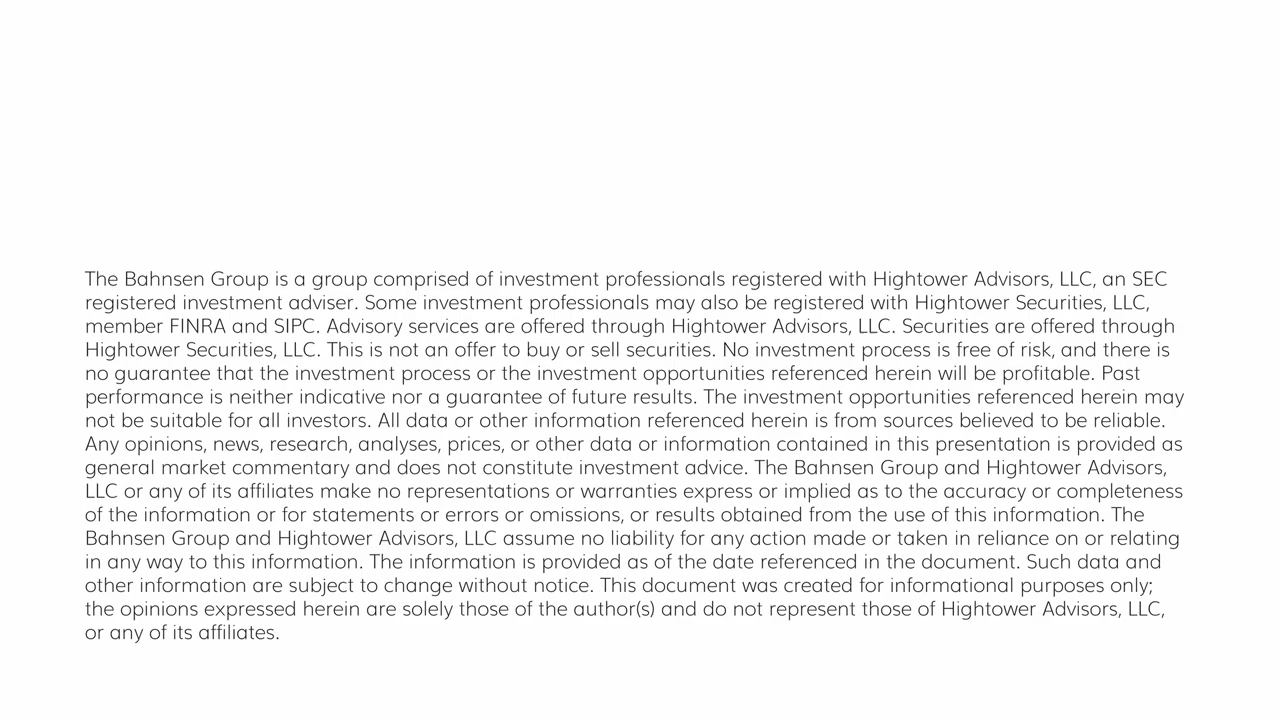 The Bahnsen Group is a group comprised of investment professionals registered with Hightower Advisors, LLC, an SEC
registered investment adviser. Some investment professionals may also be registered with Hightower Securities, LLC,
member FINRA and SIPC. Advisory services are offered through Hightower Advisors, LLC. Securities are offered through
Hightower Securities, LLC. This is not an offer to buy or sell securities. No investment process is free of risk, and there is
no guarantee that the investment process or the investment opportunities referenced herein will be profitable. Past
performance is neither indicative nor a guarantee of future results. The investment opportunities referenced herein may
not be suitable for all investors. All data or other information referenced herein is from sources believed to be reliable.
Any opinions, news, research, analyses, prices, or other data or information contained in this presentation is provided as
general market commentary and does not constitute investment advice. The Bahnsen Group and Hightower Advisors,
LLC or any of its affiliates make no representations or warranties express or implied as to the accuracy or completeness
of the information or for statements or errors or omissions, or results obtained from the use of this information. The
Bahnsen Group and Hightower Advisors, LLC assume no liability for any action made or taken in reliance on or relating
in any way to this information. The information is provided as of the date referenced in the document. Such data and
other information are subject to change without notice. This document was created for informational purposes only;
the opinions expressed herein are solely those of the author(s) and do not represent those of Hightower Advisors, LLC,
or any of its affiliates.